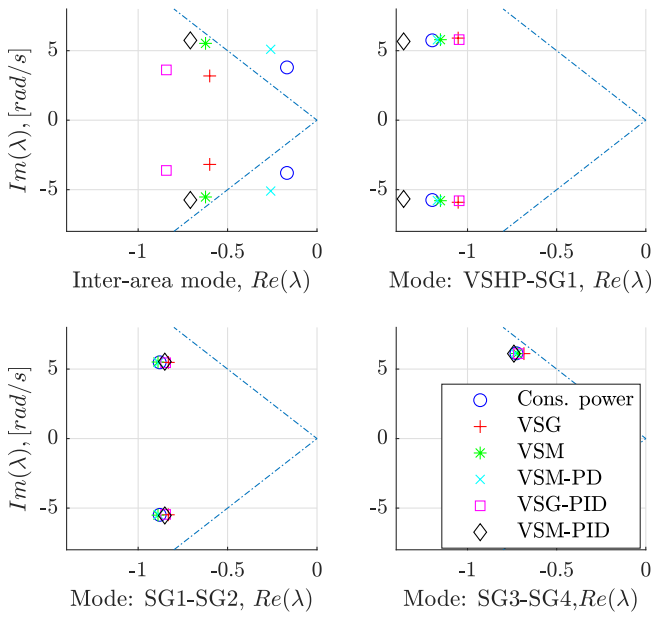 5
0
-5
Im(λ), [rad/s]
-1
-0.5
0
Inter-area mode, Re(λ)
5
0
-5
-1
-0.5
0
Mode: VSHP-SG1, Re(λ)
5
0
-5
Im(λ), [rad/s]
-1
-0.5
0
Mode: SG1-SG2, Re(λ)
5
0
-5
Cons. power
VSG
VSM
VSM-PD
VSG-PID
VSM-PID
-1
-0.5
0
Mode: SG3-SG4,Re(λ)